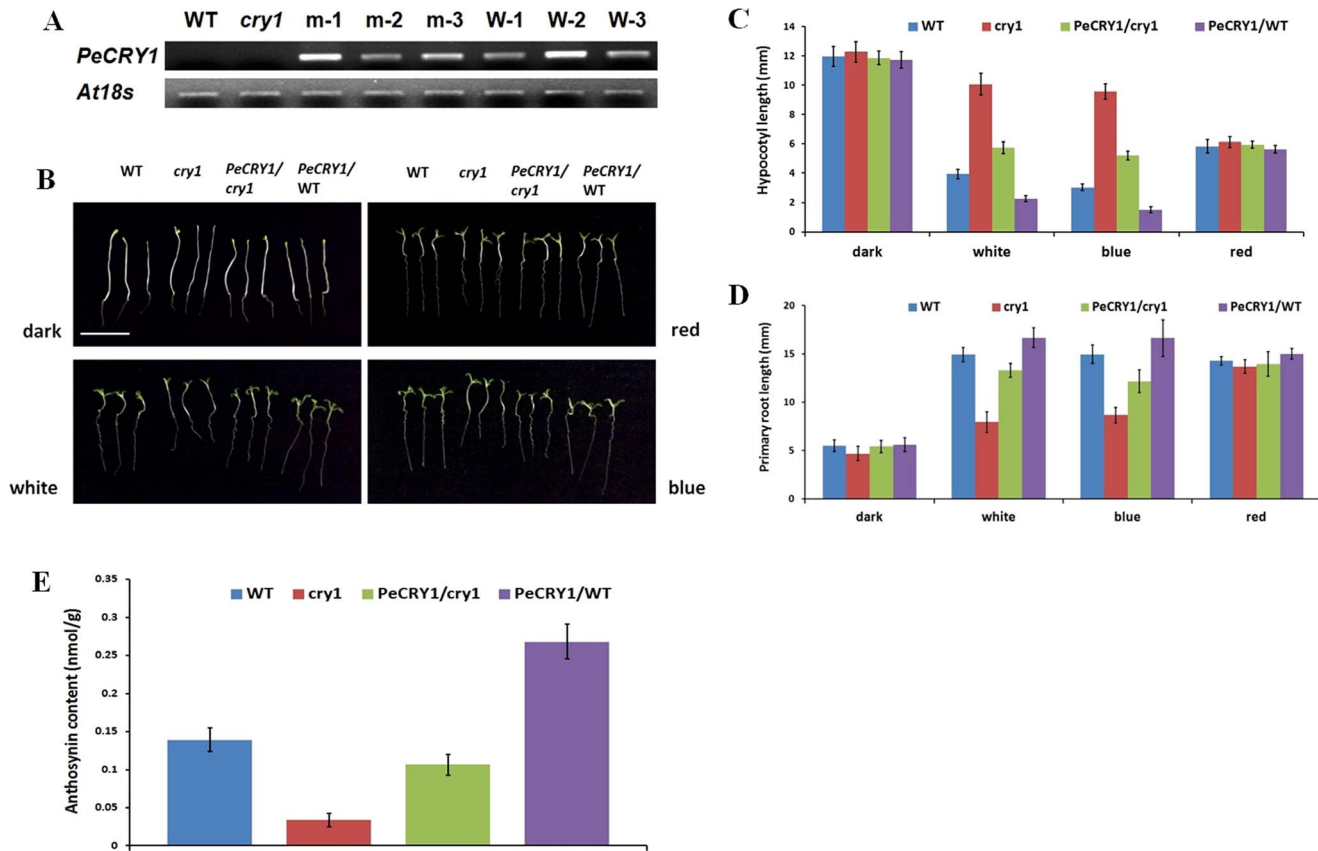 A
WT cry1 m-1 m-2 m-3 W-1 W-2 W-3
PeCRY1
At18s
B
WT cry1 PeCRY1/ PeCRY1/
cry1 WT
WT cry1 PeCRY1/ PeCRY1/
cry1 WT
dark
red
white
blue
C
WT cry1 PeCRY1/cry1 PeCRY1/WT
Hypocotyl length (mm)
14
12
10
8
6
4
2
0
dark white blue red
D
WT cry1 PeCRY1/cry1 PeCRY1/WT
Primary root length (mm)
20
15
10
5
0
dark white blue red
E
WT cry1 PeCRY1/cry1 PeCRY1/WT
Anthosynin content (nmol/g)
0.35
0.3
0.25
0.2
0.15
0.1
0.05
0